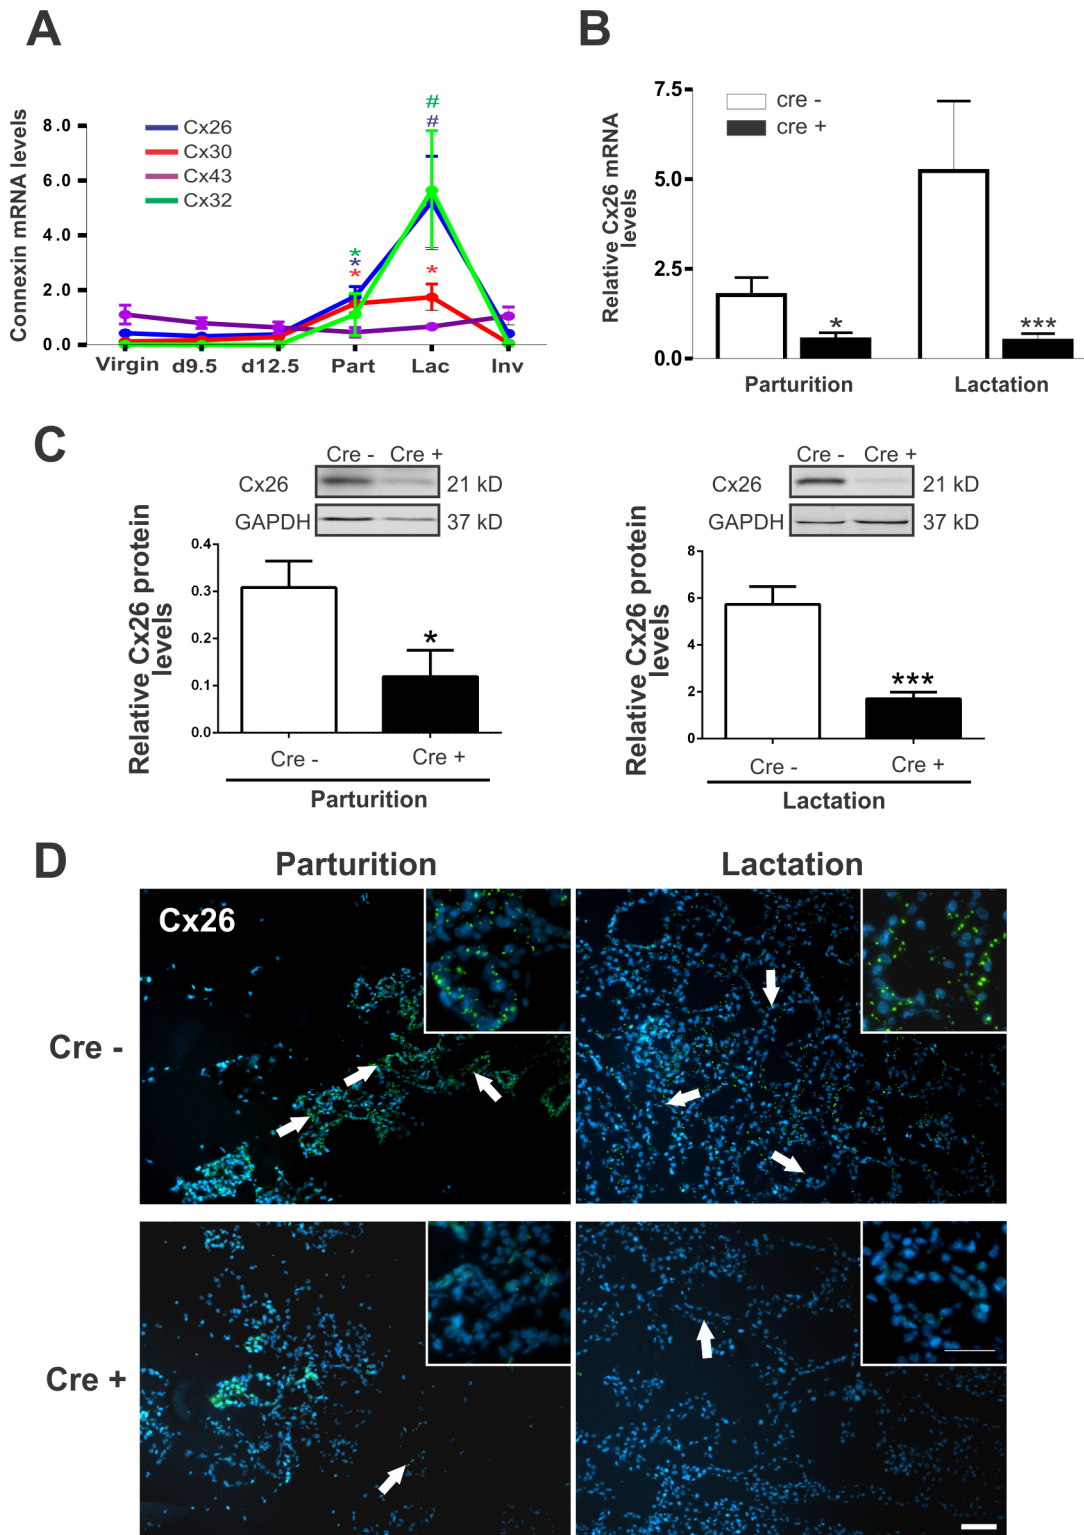 A
Connexin mRNA levels
8.0
6.0
4.0
2.0
0.0
Cx26
Cx30
Cx43
Cx32
#
#
*
*
*
*
Virgin d9.5 d12.5 Part Lac Inv
B
Relative Cx26 mRNA
levels
7.5
5.0
2.5
0.0
cre -
cre +
*
***
Parturition Lactation
C
Cre - Cre +
Cx26 21 kD
GAPDH 37 kD
Relative Cx26 protein
levels
0.4
0.3
0.2
0.1
0.0
*
Cre - Cre +
Parturition
Cre - Cre +
Cx26 21 kD
GAPDH 37 kD
Relative Cx26 protein
levels
8
6
4
2
0
***
Cre - Cre +
Lactation
D
Parturition Lactation
Cx26
Cre -
Cre +